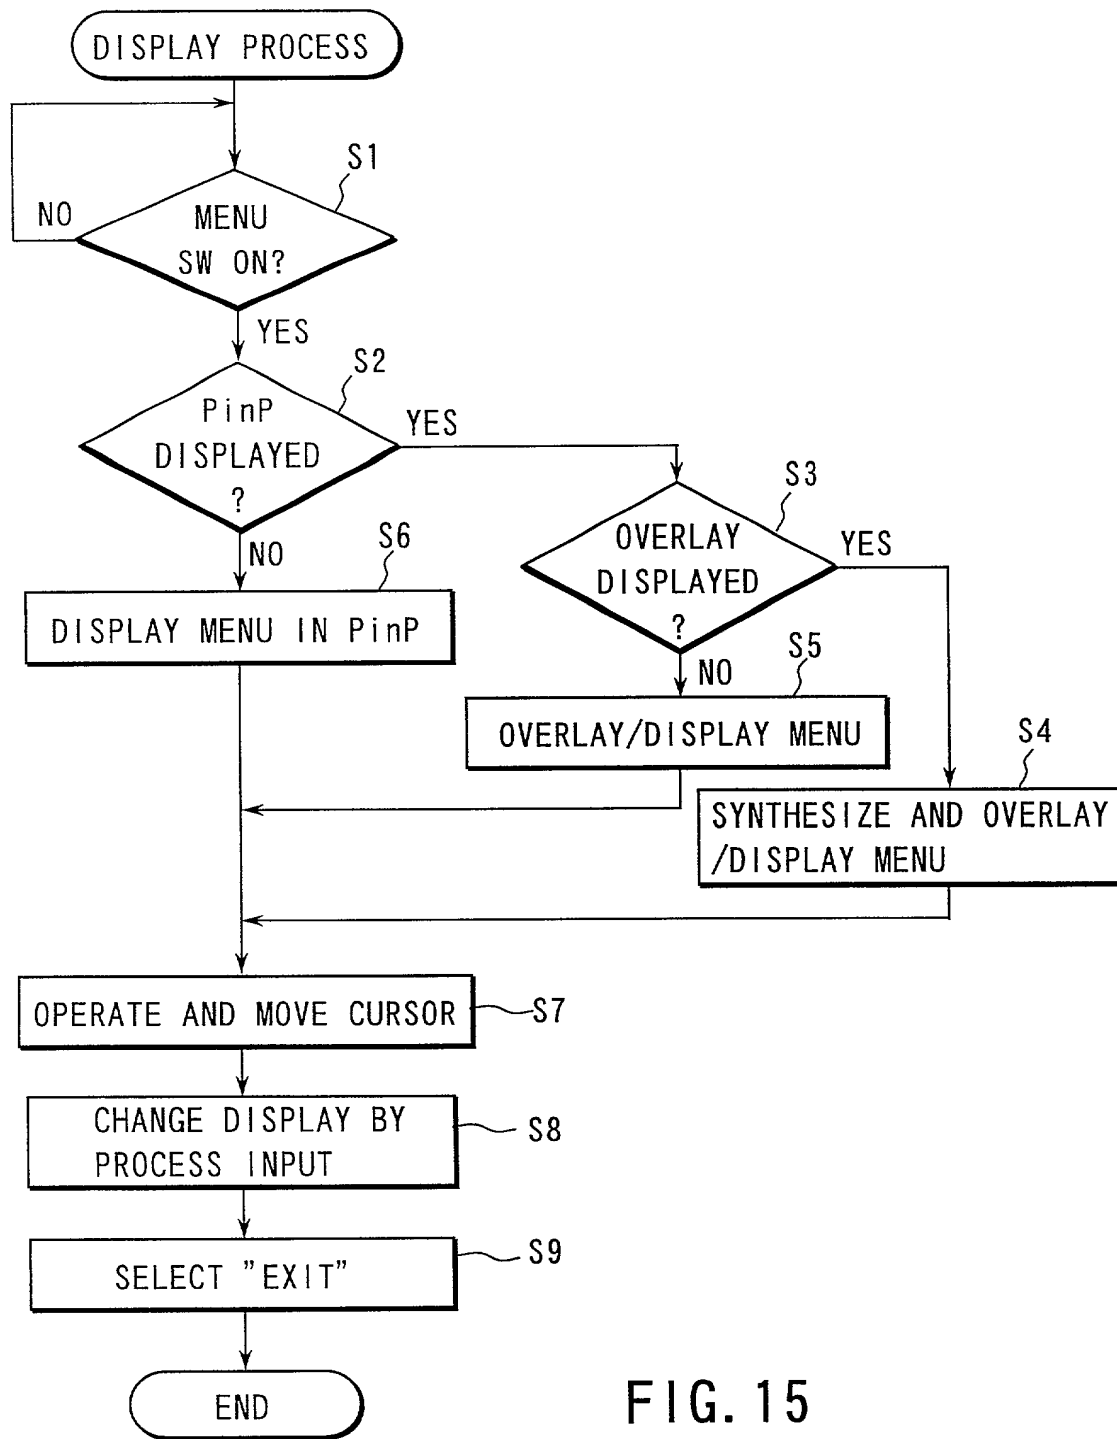 DISPLAY PROCESS
S1
NO
MENU
SW ON?
YES
S2
PinP
DISPLAYED
?
YES
S3
OVERLAY
DISPLAYED
?
YES
NO
S6
DISPLAY MENU IN PinP
NO
S5
OVERLAY/DISPLAY MENU
S4
SYNTHESIZE AND OVERLAY
/DISPLAY MENU
OPERATE AND MOVE CURSOR
S7
CHANGE DISPLAY BY
PROCESS INPUT
S8
SELECT "EXIT"
S9
END
FIG. 15